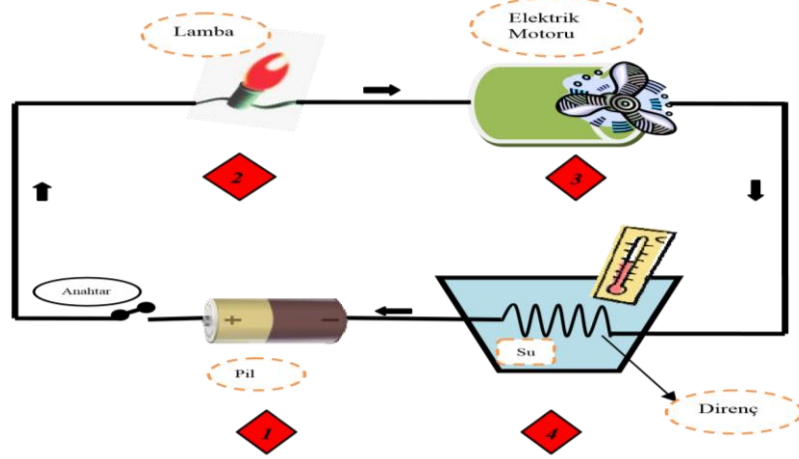 Lamba
Elektrik
Motoru
2
3
Anahtar
+
-
Pil
Su
Direnç
1
4